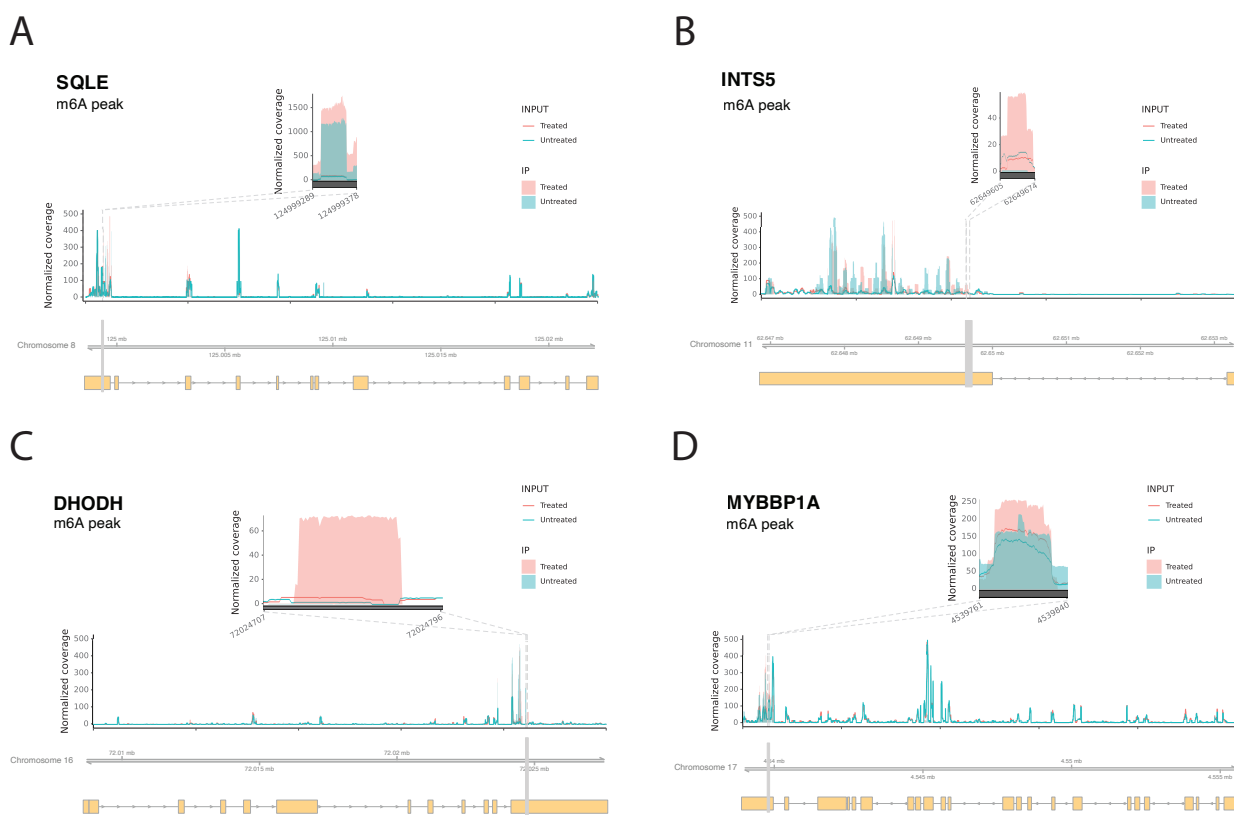 A
SQLE
m6A peak
Normalized coverage
1500
1000
500
0
124999289
124999378
INPUT
Treated
Untreated
IP
Treated
Untreated
Normalized coverage
500
400
300
200
100
0
Chromosome 8
125 mb
125.005 mb
125.01 mb
125.015 mb
125.02 mb
B
INTS5
m6A peak
Normalized coverage
40
20
0
62649605
62649674
INPUT
Treated
Untreated
IP
Treated
Untreated
Normalized coverage
500
400
300
200
100
0
Chromosome 11
62.647 mb
62.648 mb
62.649 mb
62.65 mb
62.651 mb
62.652 mb
62.653 mb
C
DHODH
m6A peak
Normalized coverage
60
40
20
0
72024707
72024796
INPUT
Treated
Untreated
IP
Treated
Untreated
Normalized coverage
500
400
300
200
100
0
Chromosome 16
72.01 mb
72.015 mb
72.02 mb
72.025 mb
D
MYBBP1A
m6A peak
Normalized coverage
250
200
150
100
50
0
4539761
4539840
INPUT
Treated
Untreated
IP
Treated
Untreated
Normalized coverage
500
400
300
200
100
0
Chromosome 17
4.54 mb
4.545 mb
4.55 mb
4.555 mb